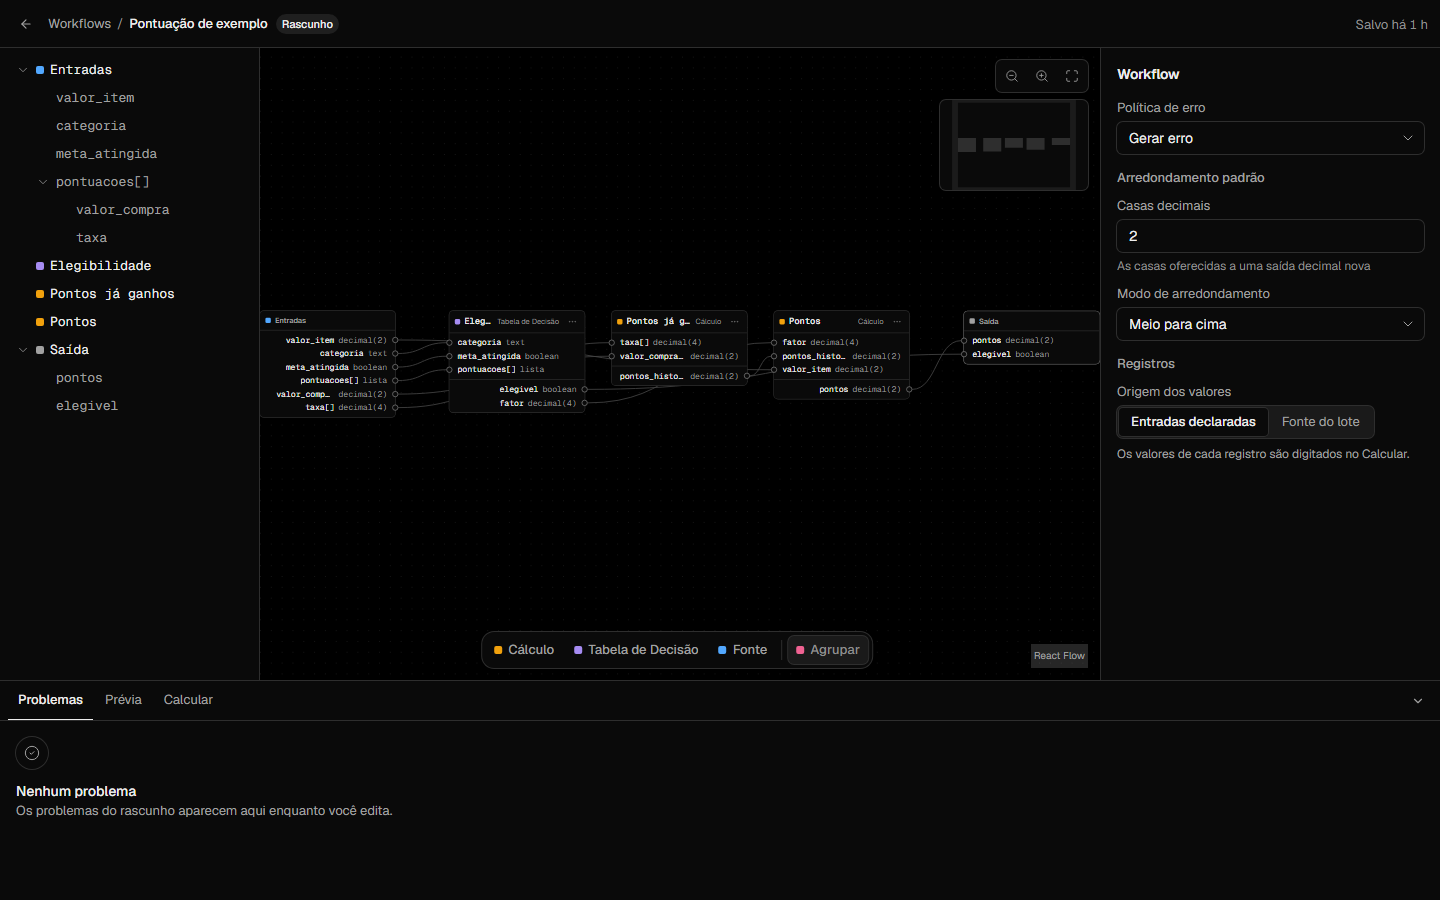 Workflows / Pontuação de exemplo Rascunho
Salvo há 1 h
Entradas
valor_item
categoria
meta_atingida
pontuacoes[]
valor_compra
taxa
Elegibilidade
Pontos já ganhos
Pontos
Saída
pontos
elegivel
Entradas
valor_item decimal(2)
categoria text
meta_atingida boolean
pontuacoes[] lista
valor_comp… decimal(2)
taxa[] decimal(4)
Eleg… Tabela de Decisão ···
categoria text
meta_atingida boolean
pontuacoes[] lista
elegivel boolean
fator decimal(4)
Pontos já g… Cálculo ···
taxa[] decimal(4)
valor_compra… decimal(2)
pontos_histo… decimal(2)
Pontos Cálculo ···
fator decimal(4)
pontos_histo… decimal(2)
valor_item decimal(2)
pontos decimal(2)
Saída
pontos decimal(2)
elegivel boolean
Cálculo Tabela de Decisão Fonte Agrupar
React Flow
Workflow
Política de erro
Gerar erro
Arredondamento padrão
Casas decimais
2
As casas oferecidas a uma saída decimal nova
Modo de arredondamento
Meio para cima
Registros
Origem dos valores
Entradas declaradas Fonte do lote
Os valores de cada registro são digitados no Calcular.
Problemas Prévia Calcular
Nenhum problema
Os problemas do rascunho aparecem aqui enquanto você edita.